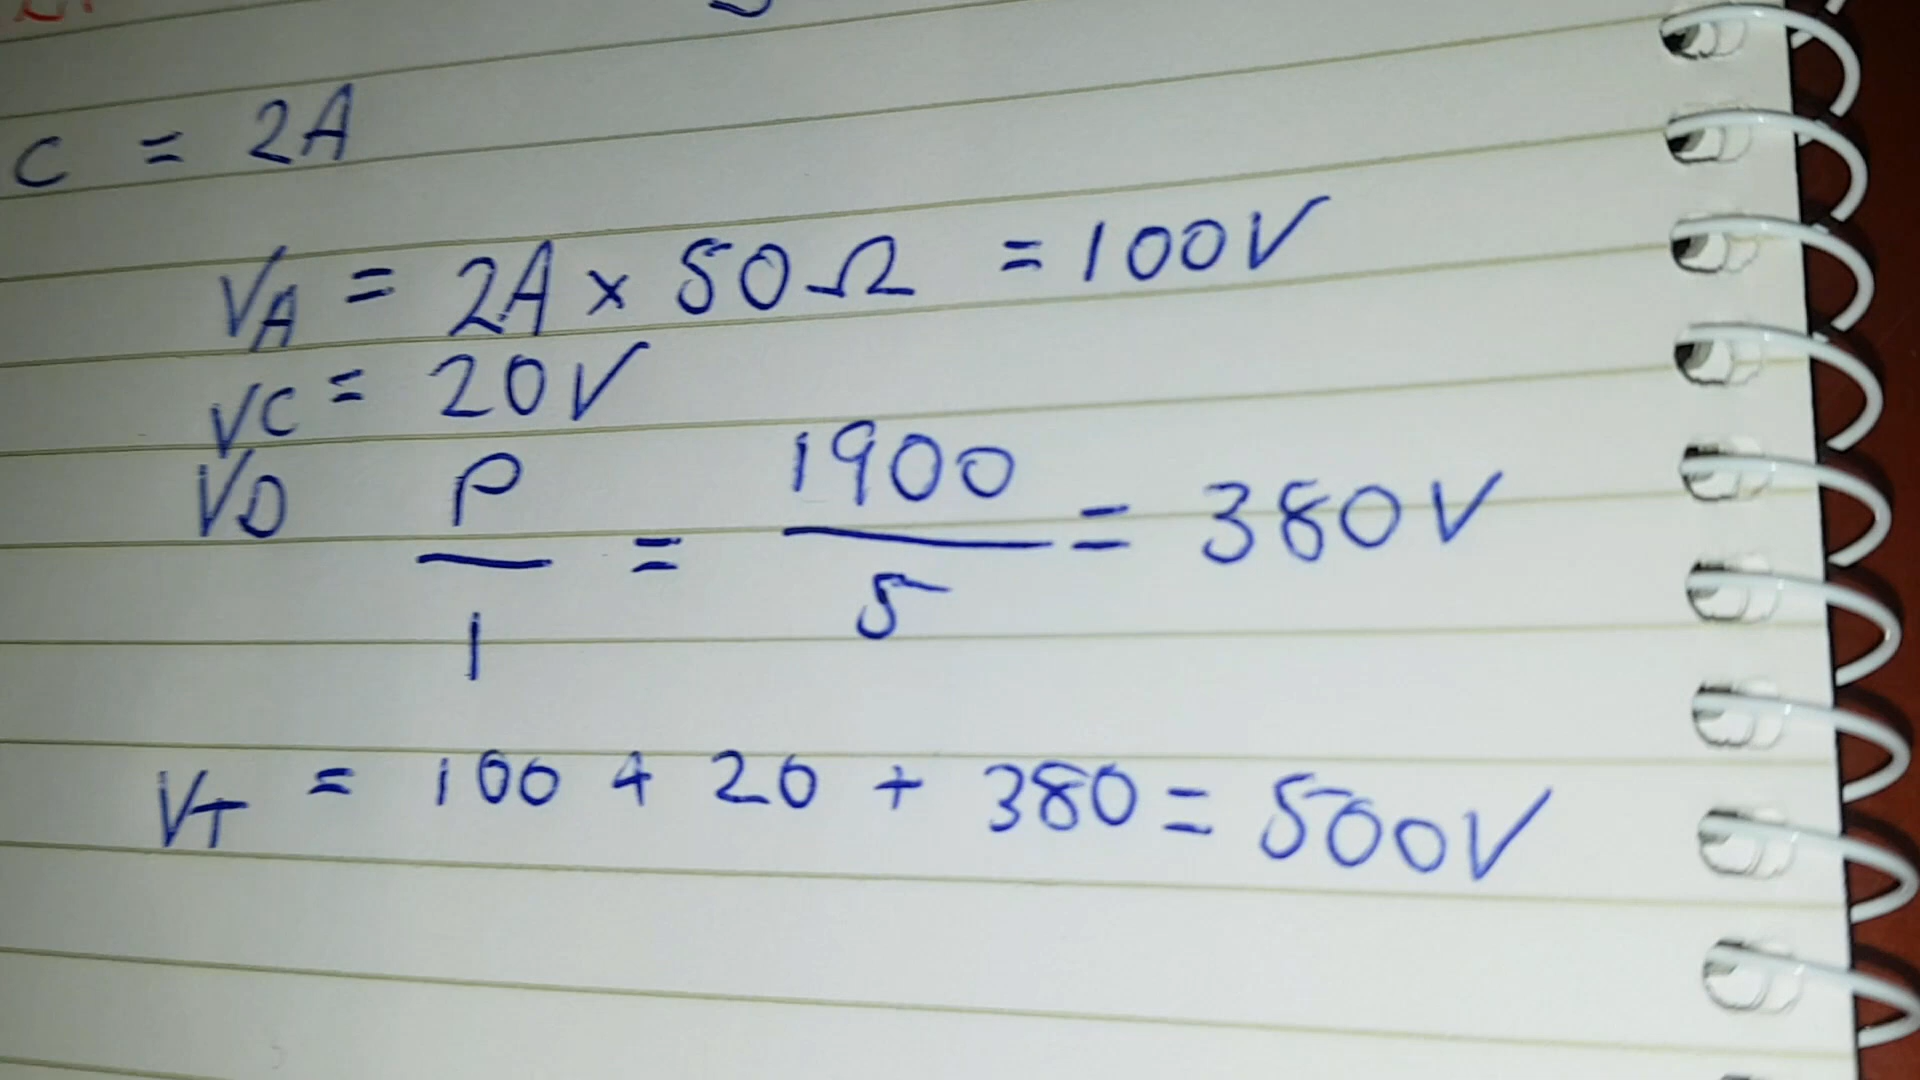 C = 2A
VA = 2A x 50Ω = 100V
VC = 20V
VD P/I = 1900/5 = 380V
VT = 100 + 20 + 380 = 500V